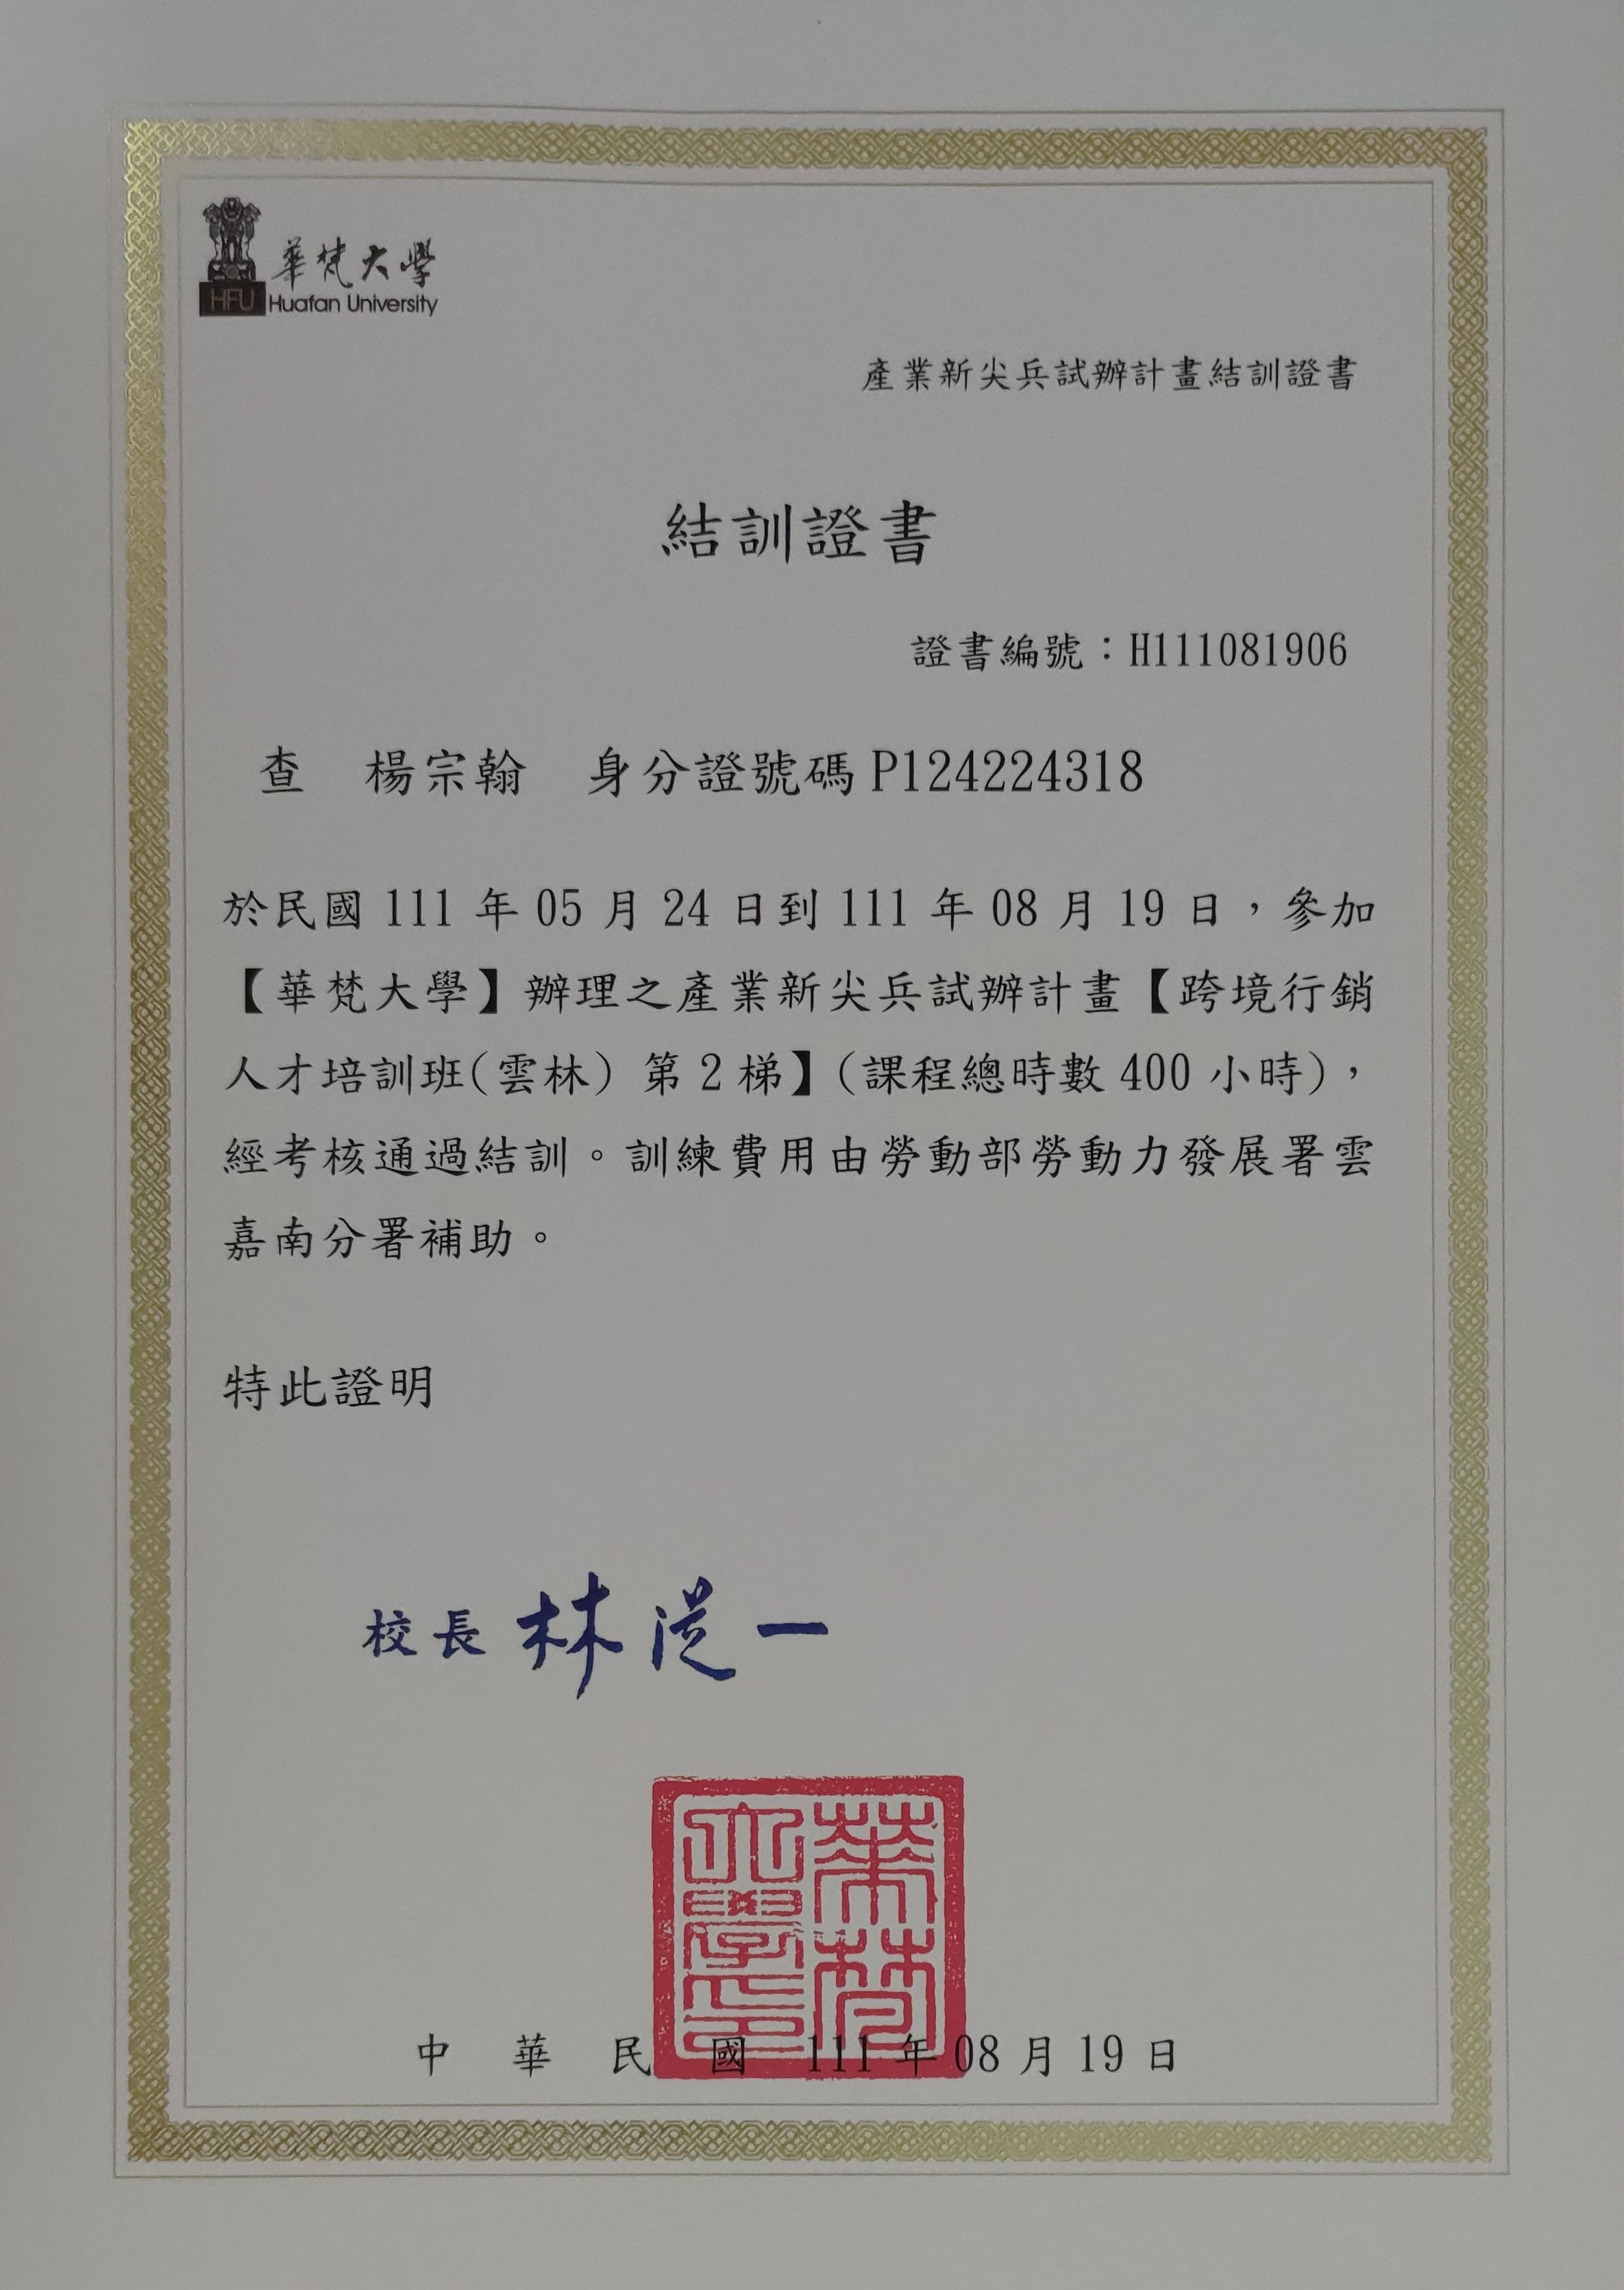 華梵大學
HFU Huafan University
產業新尖兵試辦計畫結訓證書
結訓證書
證書編號：H111081906
查　楊宗翰　身分證號碼 P124224318
於民國 111 年 05 月 24 日到 111 年 08 月 19 日，參加
【華梵大學】辦理之產業新尖兵試辦計畫【跨境行銷
人才培訓班(雲林) 第 2 梯】(課程總時數 400 小時)，
經考核通過結訓。訓練費用由勞動部勞動力發展署雲
嘉南分署補助。
特此證明
校長 林從一
華梵大學印
中 華 民 國 111 年 08 月 19 日